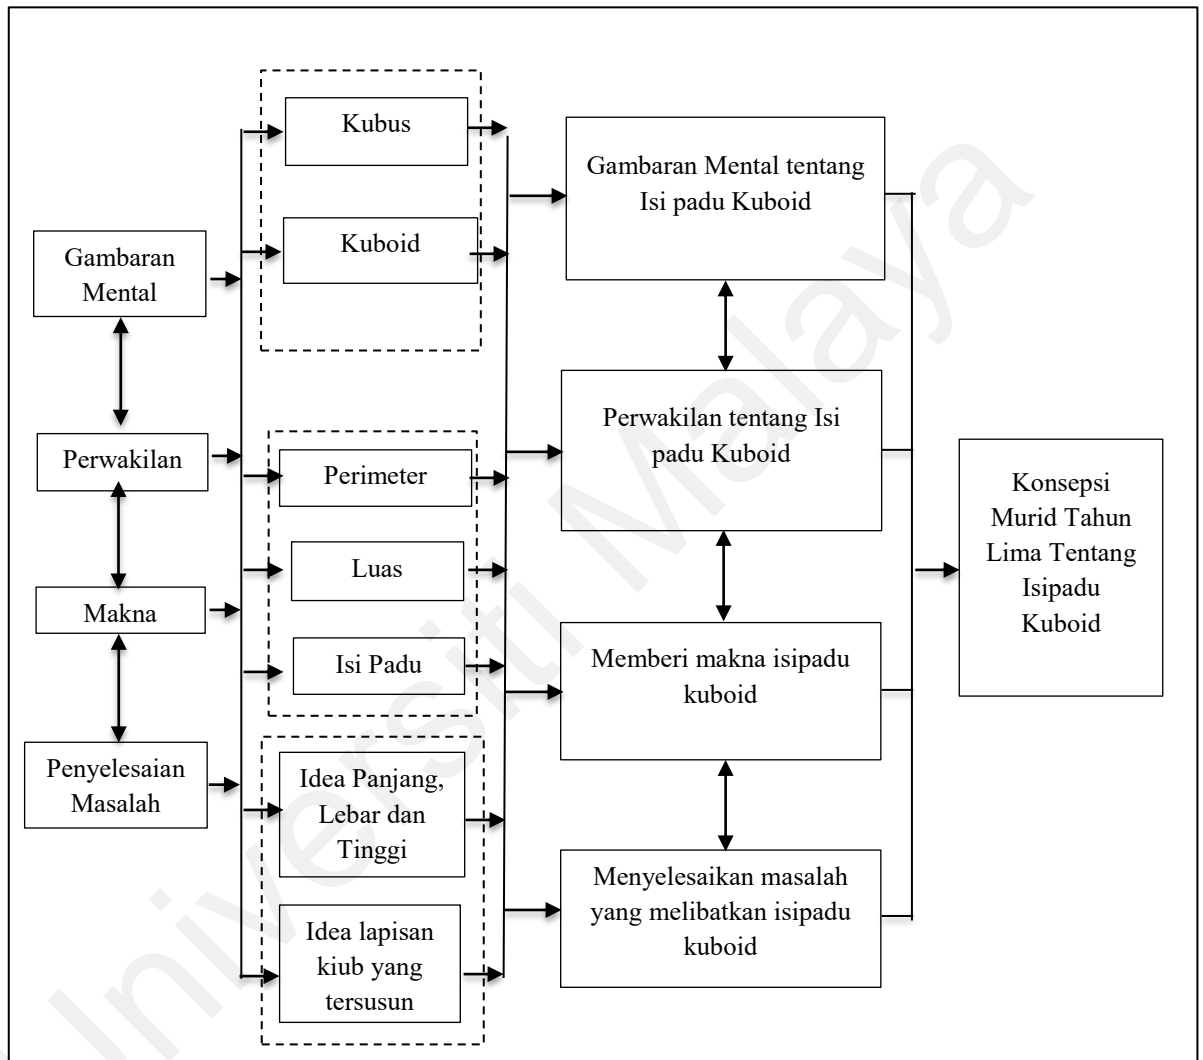 Gambaran
Mental
Perwakilan
Makna
Penyelesaian
Masalah
Kubus
Kuboid
Perimeter
Luas
Isi Padu
Idea Panjang,
Lebar dan
Tinggi
Idea lapisan
kiub yang
tersusun
Gambaran Mental tentang
Isi padu Kuboid
Perwakilan tentang Isi
padu Kuboid
Memberi makna isipadu
kuboid
Menyelesaikan masalah
yang melibatkan isipadu
kuboid
Konsepsi
Murid Tahun
Lima Tentang
Isipadu
Kuboid
Universiti Malaya